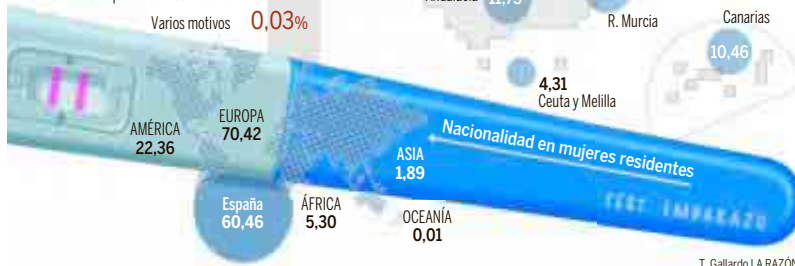 Varios motivos 0,03%
11,75
R. Murcia
Canarias
10,46
4,31
Ceuta y Melilla
AMÉRICA
22,36
EUROPA
70,42
ASIA
1,89
Nacionalidad en mujeres residentes
España
60,46
ÁFRICA
5,30
OCEANÍA
0,01
TEST EMBARAZO
T. Gallardo LA RAZÓN